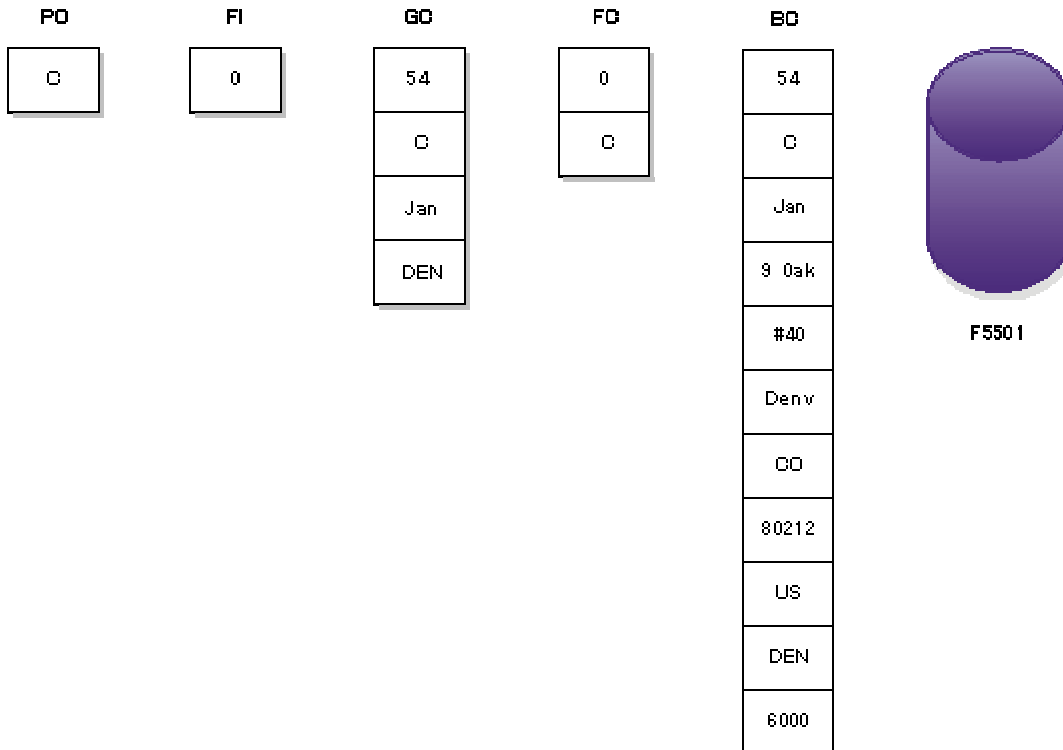 PO FI GC FC BC
C 0 54 0 54
C C C
Jan Jan
DEN 9 Oak
#40
F5501
Denv
CO
80212
US
DEN
6000